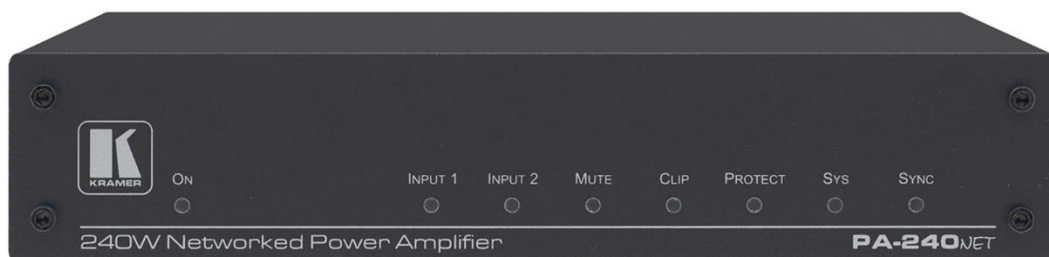 KRAMER
ON INPUT 1 INPUT 2 MUTE CLIP PROTECT SYS SYNC
240W Networked Power Amplifier PA-240NET